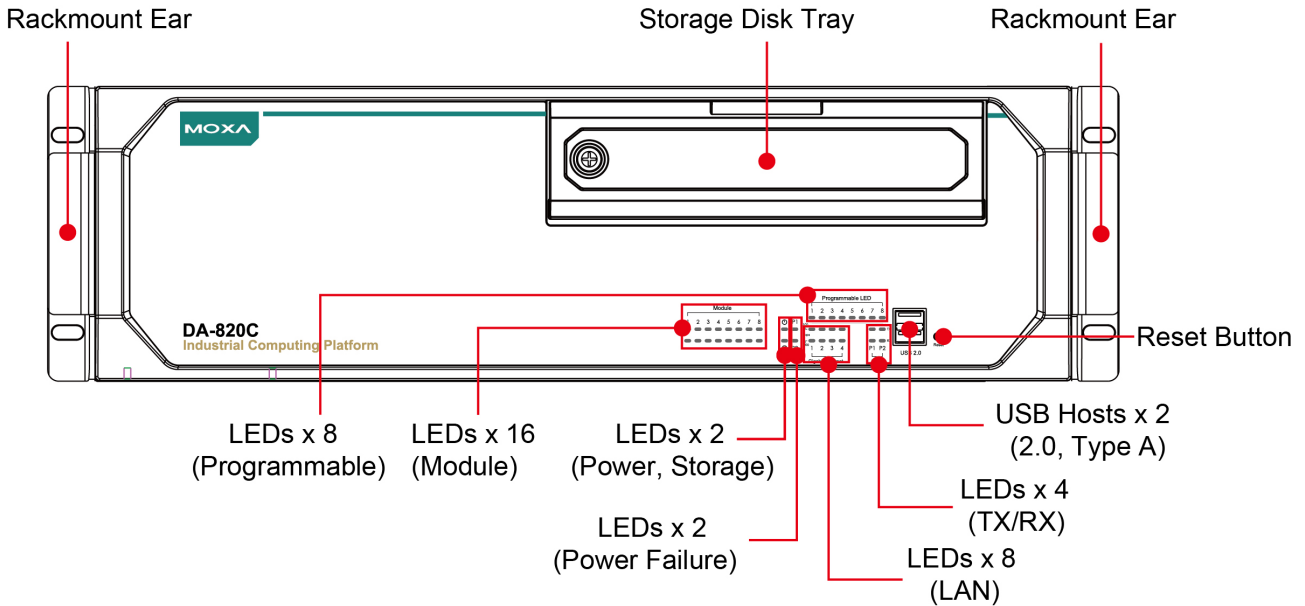 Rackmount Ear
Storage Disk Tray
Rackmount Ear
MOXA
Programmable LED
1 2 3 4 5 6 7 8
Module
2 3 4 5 6 7 8
P1
1 2 3 4
P1 P2
USB 2.0
Reset Button
DA-820C
Industrial Computing Platform
LEDs x 8
(Programmable)
LEDs x 16
(Module)
LEDs x 2
(Power, Storage)
USB Hosts x 2
(2.0, Type A)
LEDs x 4
(TX/RX)
LEDs x 2
(Power Failure)
LEDs x 8
(LAN)